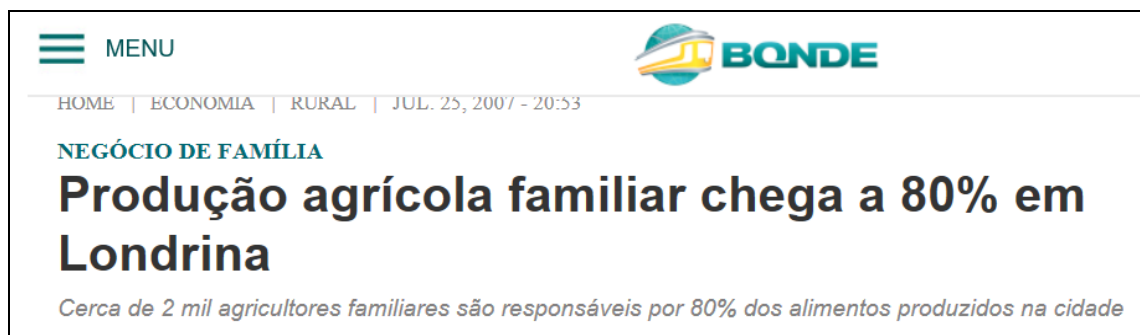 MENU
BONDE
HOME | ECONOMIA | RURAL | JUL. 25, 2007 - 20:53
NEGÓCIO DE FAMÍLIA
Produção agrícola familiar chega a 80% em
Londrina
Cerca de 2 mil agricultores familiares são responsáveis por 80% dos alimentos produzidos na cidade